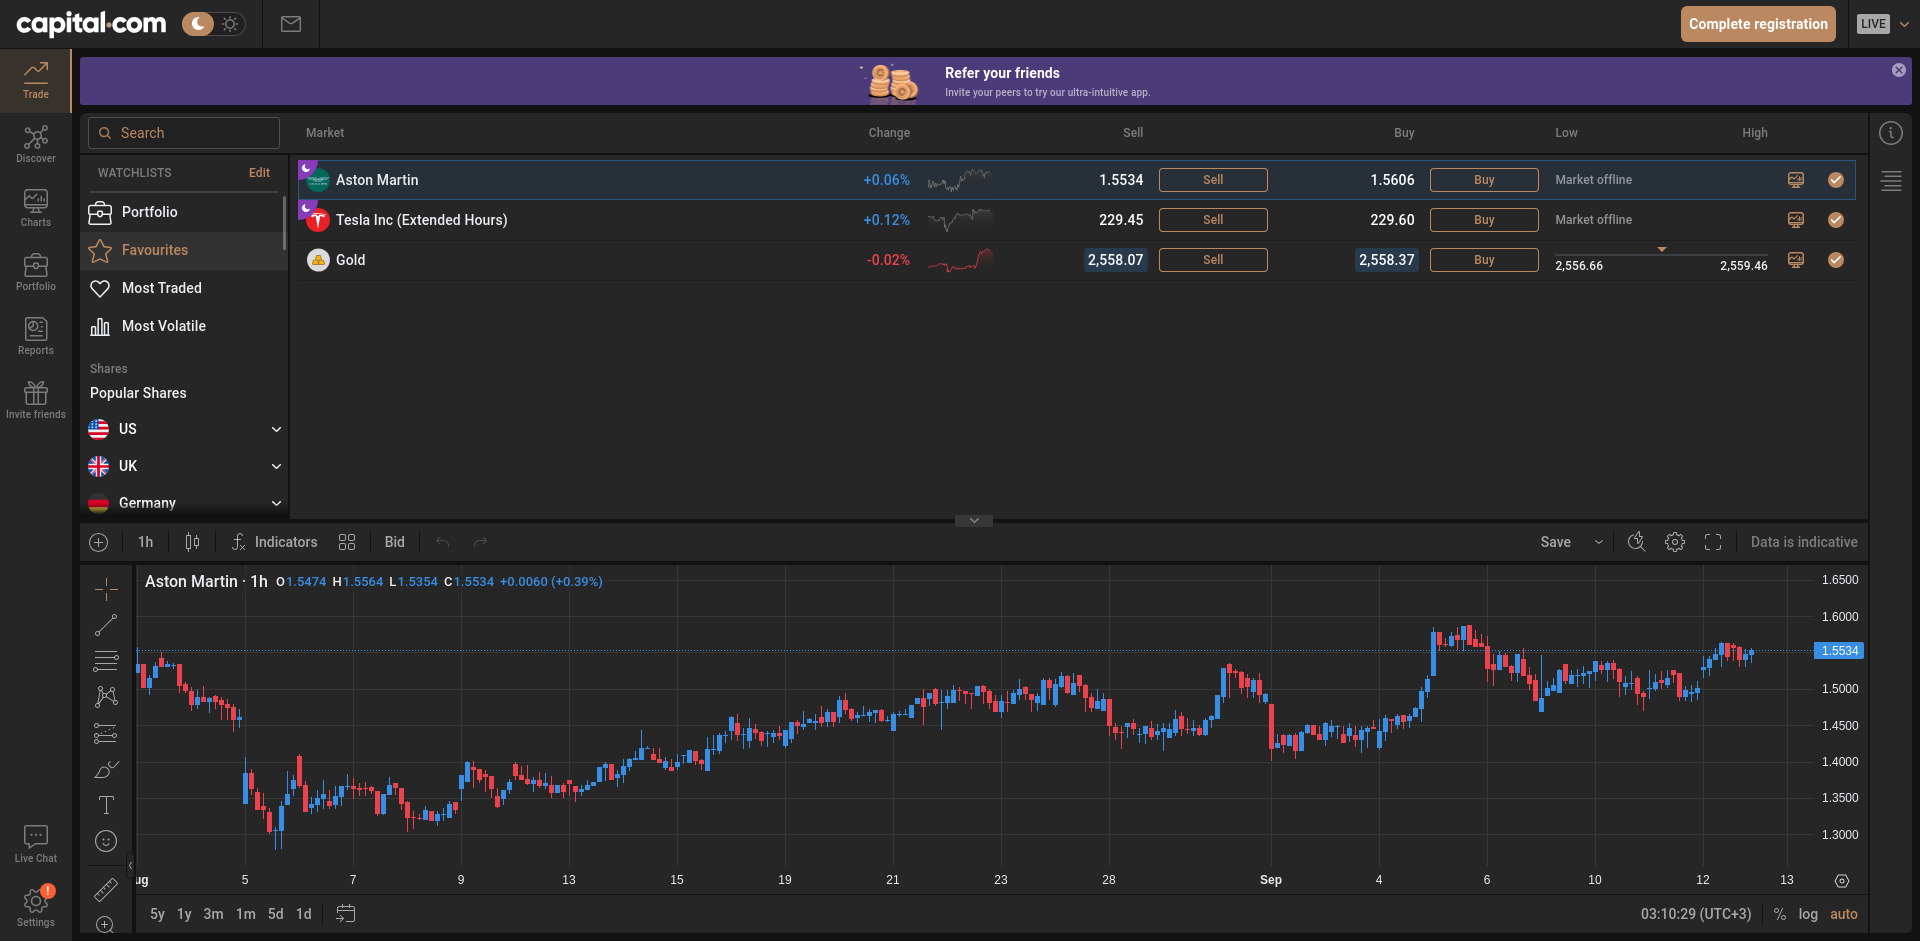 capital.com
Complete registration
LIVE
Trade
Discover
Charts
Portfolio
Reports
Invite friends
Live Chat
!
Settings
Refer your friends
Invite your peers to try our ultra-intuitive app.
Search
Market Change Sell Buy Low High
WATCHLISTS Edit
Portfolio
Favourites
Most Traded
Most Volatile
Shares
Popular Shares
US
UK
Germany
Aston Martin +0.06% 1.5534 Sell 1.5606 Buy Market offline
Tesla Inc (Extended Hours) +0.12% 229.45 Sell 229.60 Buy Market offline
Gold -0.02% 2,558.07 Sell 2,558.37 Buy 2,556.66 2,559.46
1h Indicators Bid Save Data is indicative
Aston Martin · 1h O1.5474 H1.5564 L1.5354 C1.5534 +0.0060 (+0.39%)
1.6500
1.6000
1.5534
1.5000
1.4500
1.4000
1.3500
1.3000
ug 5 7 9 13 15 19 21 23 28 Sep 4 6 10 12 13
5y 1y 3m 1m 5d 1d 03:10:29 (UTC+3) % log auto